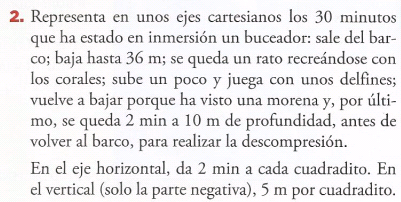 2. Representa en unos ejes cartesianos los 30 minutos
que ha estado en inmersión un buceador: sale del bar-
co; baja hasta 36 m; se queda un rato recreándose con
los corales; sube un poco y juega con unos delfines;
vuelve a bajar porque ha visto una morena y, por últi-
mo, se queda 2 min a 10 m de profundidad, antes de
volver al barco, para realizar la descompresión.
En el eje horizontal, da 2 min a cada cuadradito. En
el vertical (solo la parte negativa), 5 m por cuadradito.